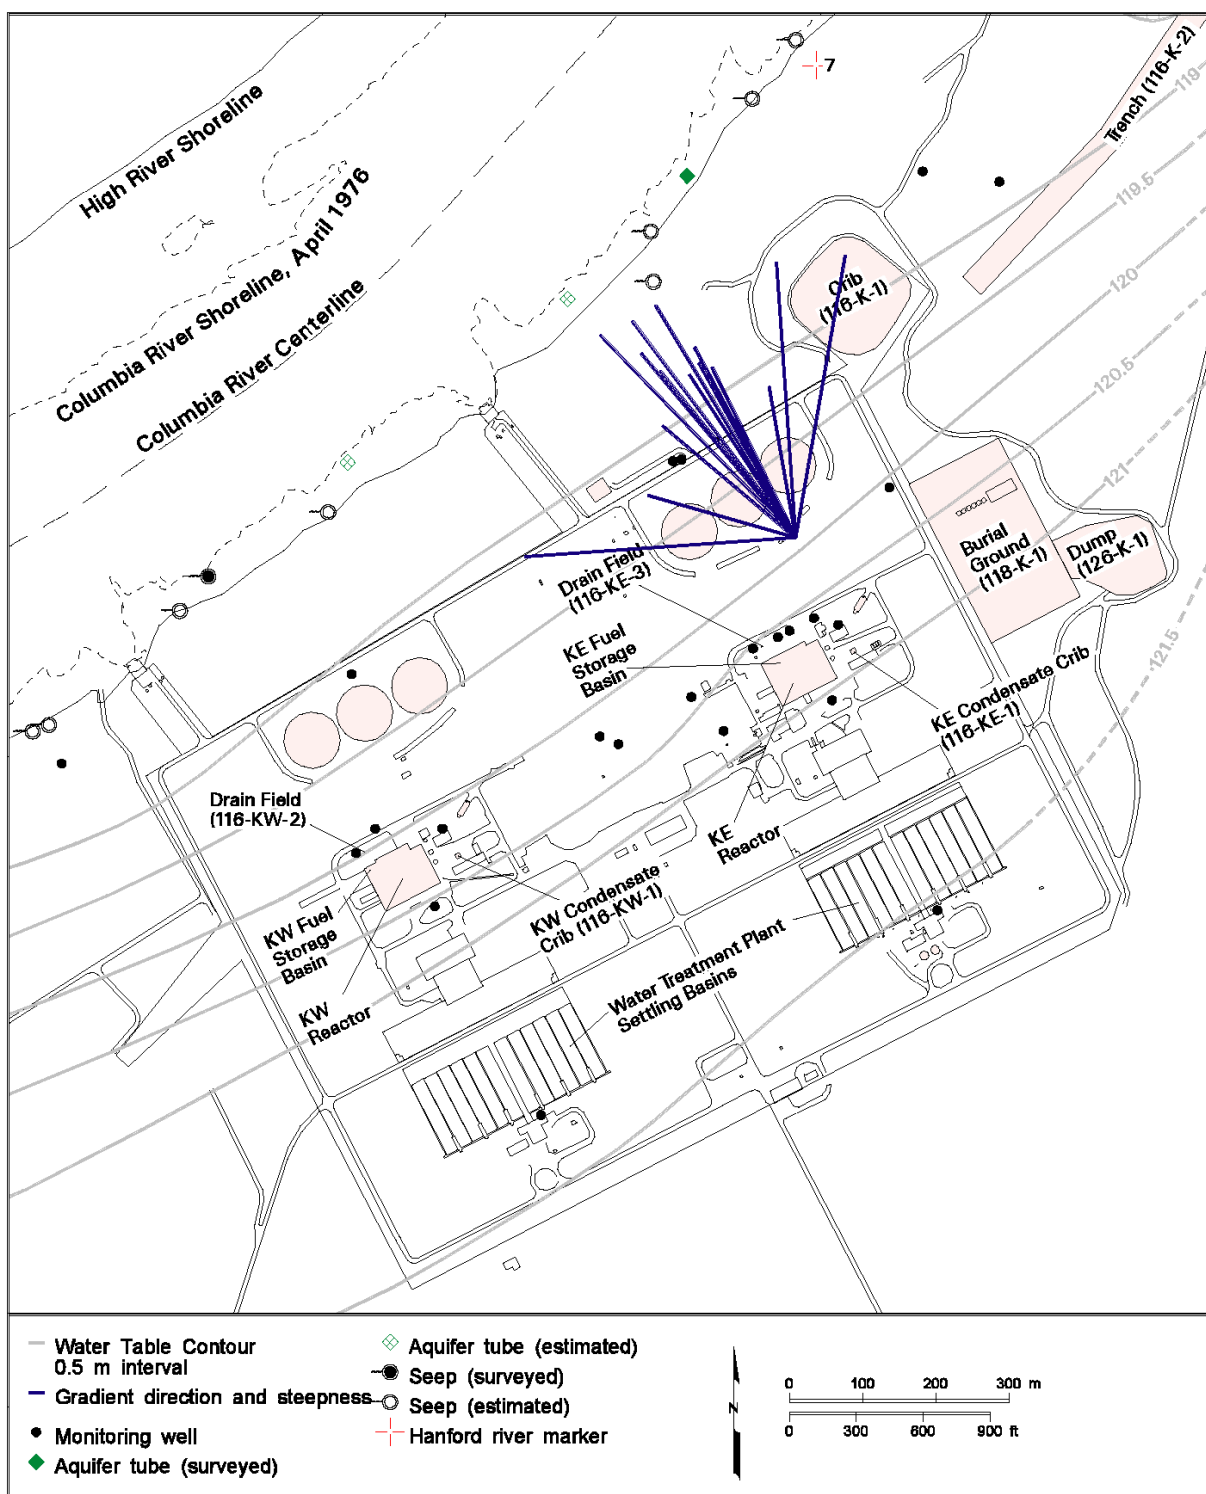 7
Trench (116-K-2)
119
High River Shoreline
119.5
Columbia River Shoreline, April 1976
Columbia River Centerline
Crib
(116-K-1)
120
120.5
121
Burial
Ground
(118-K-1)
Dump
(126-K-1)
Drain Field
(116-KE-3)
121.5
KE Fuel
Storage
Basin
KE Condensate Crib
(116-KE-1)
Drain Field
(116-KW-2)
KE
Reactor
KW Condensate
Crib (116-KW-1)
KW Fuel
Storage
Basin
Water Treatment Plant
Settling Basins
KW
Reactor
Water Table Contour
0.5 m interval
Gradient direction and steepness
Monitoring well
Aquifer tube (surveyed)
Aquifer tube (estimated)
Seep (surveyed)
Seep (estimated)
Hanford river marker
N
0 100 200 300 m
0 300 600 900 ft